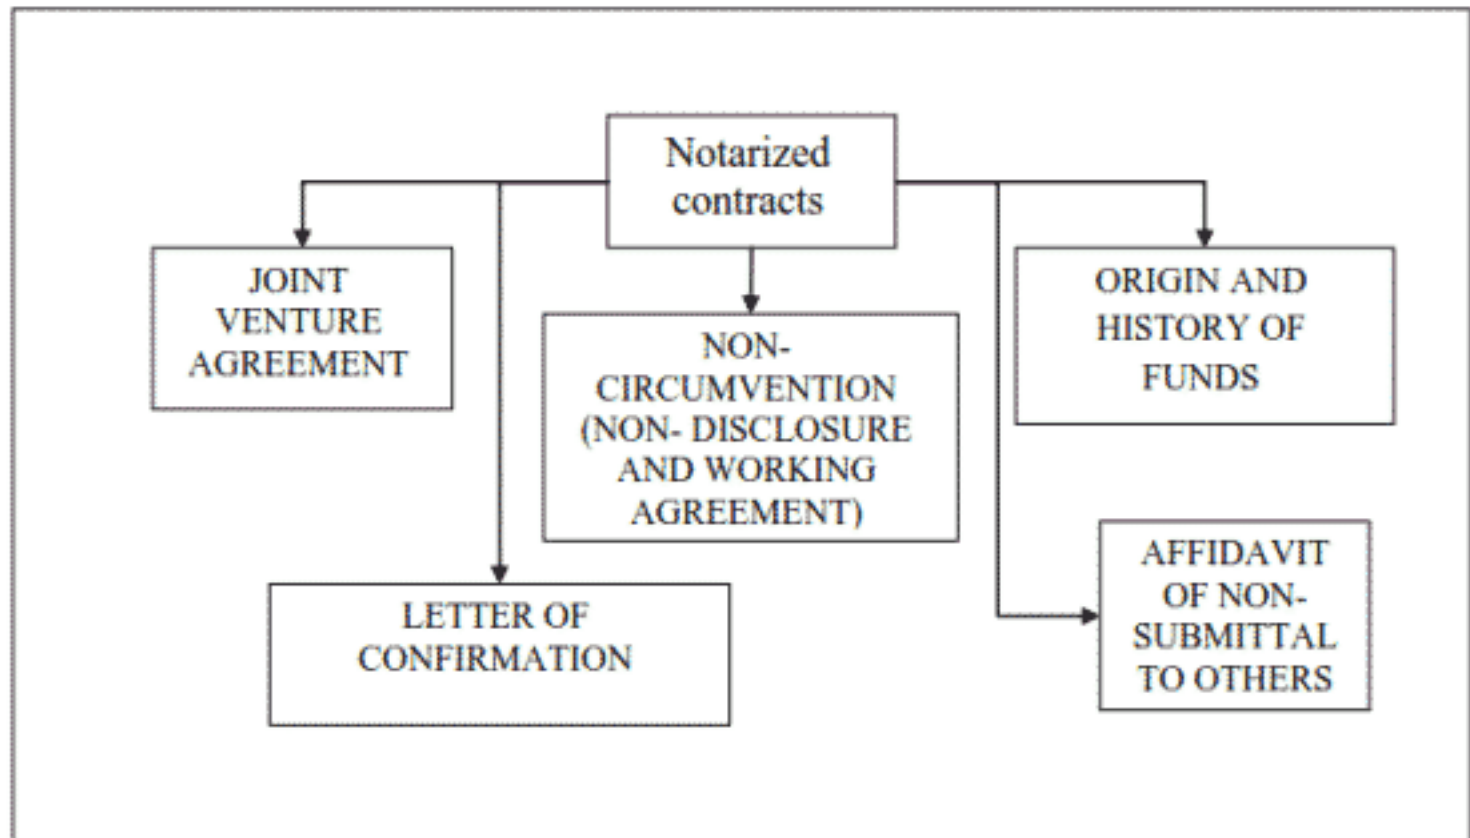 Notarized
contracts
JOINT
VENTURE
AGREEMENT
NON-
CIRCUMVENTION
(NON- DISCLOSURE
AND WORKING
AGREEMENT)
ORIGIN AND
HISTORY OF
FUNDS
LETTER OF
CONFIRMATION
AFFIDAVIT
OF NON-
SUBMITTAL
TO OTHERS